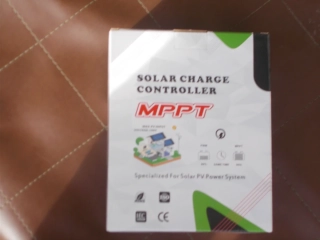 SOLAR CHARGE
CONTROLLER
MPPT
Specialized For Solar PV Power System
CE